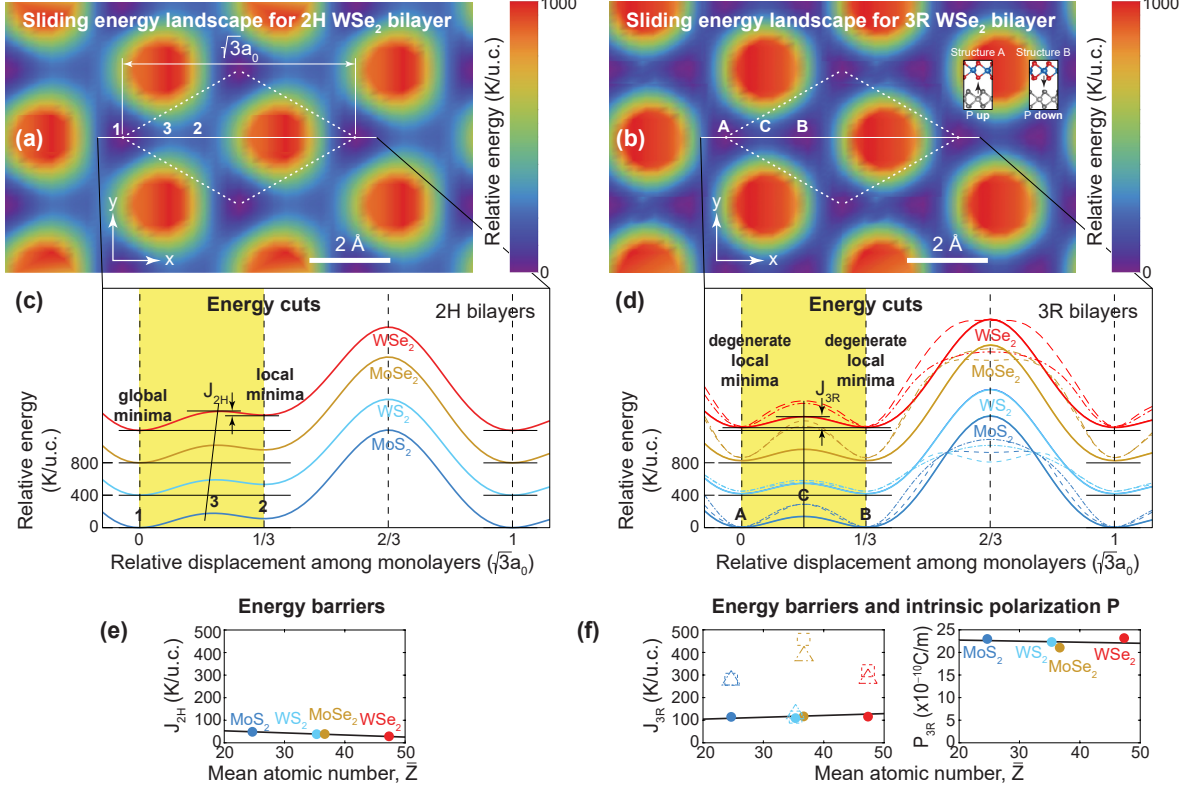 Sliding energy landscape for 2H WSe₂ bilayer
√3a₀
1
3
2
(a)
y
x
2 Å
1000
Relative energy (K/u.c.)
0
Sliding energy landscape for 3R WSe₂ bilayer
Structure A
Structure B
P up
P down
A
C
B
(b)
y
x
2 Å
1000
Relative energy (K/u.c.)
0
(c)
Energy cuts
2H bilayers
WSe₂
MoSe₂
WS₂
MoS₂
global
minima
J₂H
local
minima
1
3
2
Relative energy
(K/u.c.)
800
400
0
0
1/3
2/3
1
Relative displacement among monolayers (√3a₀)
(d)
Energy cuts
3R bilayers
degenerate
local
minima
degenerate
local
minima
J₃R
WSe₂
MoSe₂
WS₂
MoS₂
A
C
B
Relative energy
(K/u.c.)
800
400
0
0
1/3
2/3
1
Relative displacement among monolayers (√3a₀)
Energy barriers
(e)
J₂H (K/u.c.)
500
400
300
200
100
0
MoS₂
WS₂
MoSe₂
WSe₂
20
30
40
50
Mean atomic number, Z̅
Energy barriers and intrinsic polarization P
(f)
J₃R (K/u.c.)
500
400
300
200
100
0
20
30
40
50
P₃R (x10⁻¹⁰C/m)
25
20
15
10
5
0
MoS₂
WS₂
MoSe₂
WSe₂
20
30
40
50
Mean atomic number, Z̅